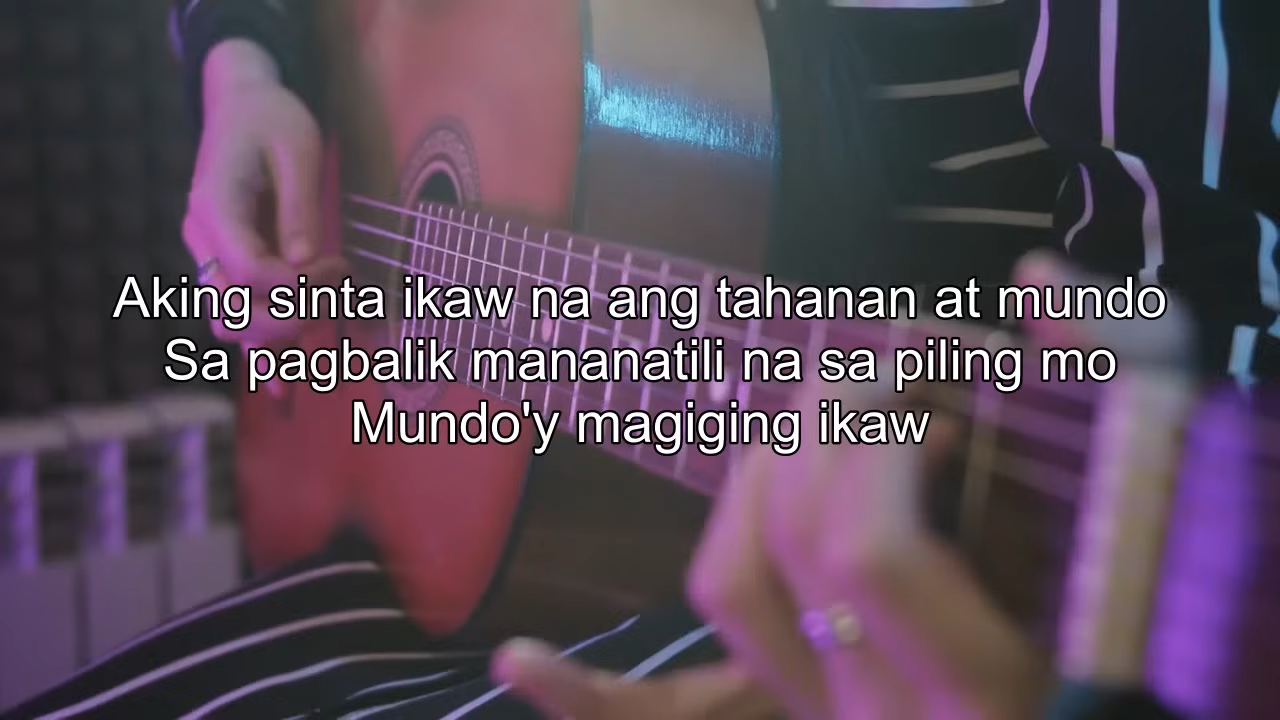 Aking sinta ikaw na ang tahanan at mundo
Sa pagbalik mananatili na sa piling mo
Mundo'y magiging ikaw